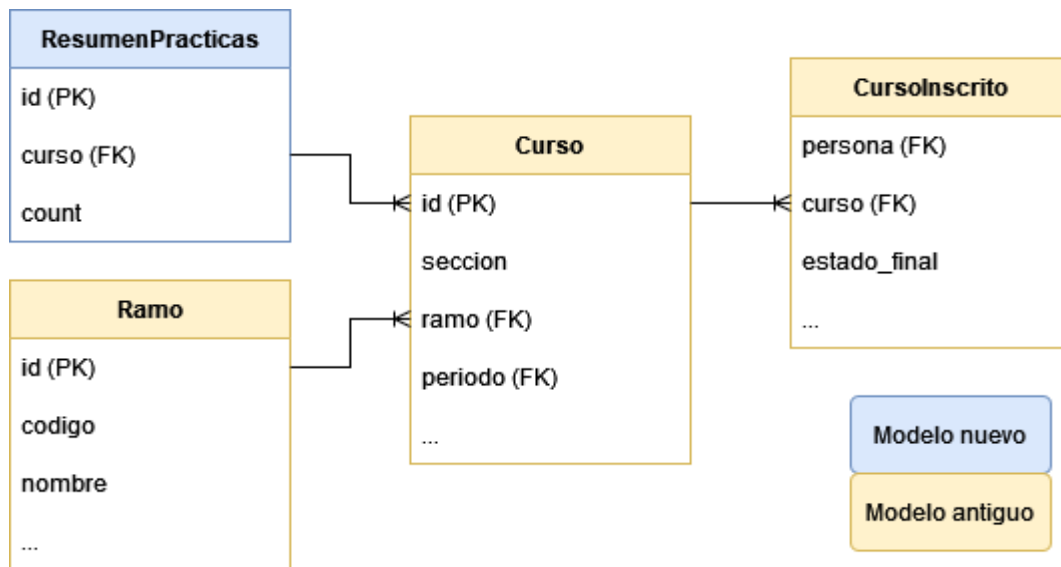 ResumenPracticas
id (PK)
curso (FK)
count
Ramo
id (PK)
codigo
nombre
...
Curso
id (PK)
seccion
ramo (FK)
periodo (FK)
...
CursoInscrito
persona (FK)
curso (FK)
estado_final
...
Modelo nuevo
Modelo antiguo